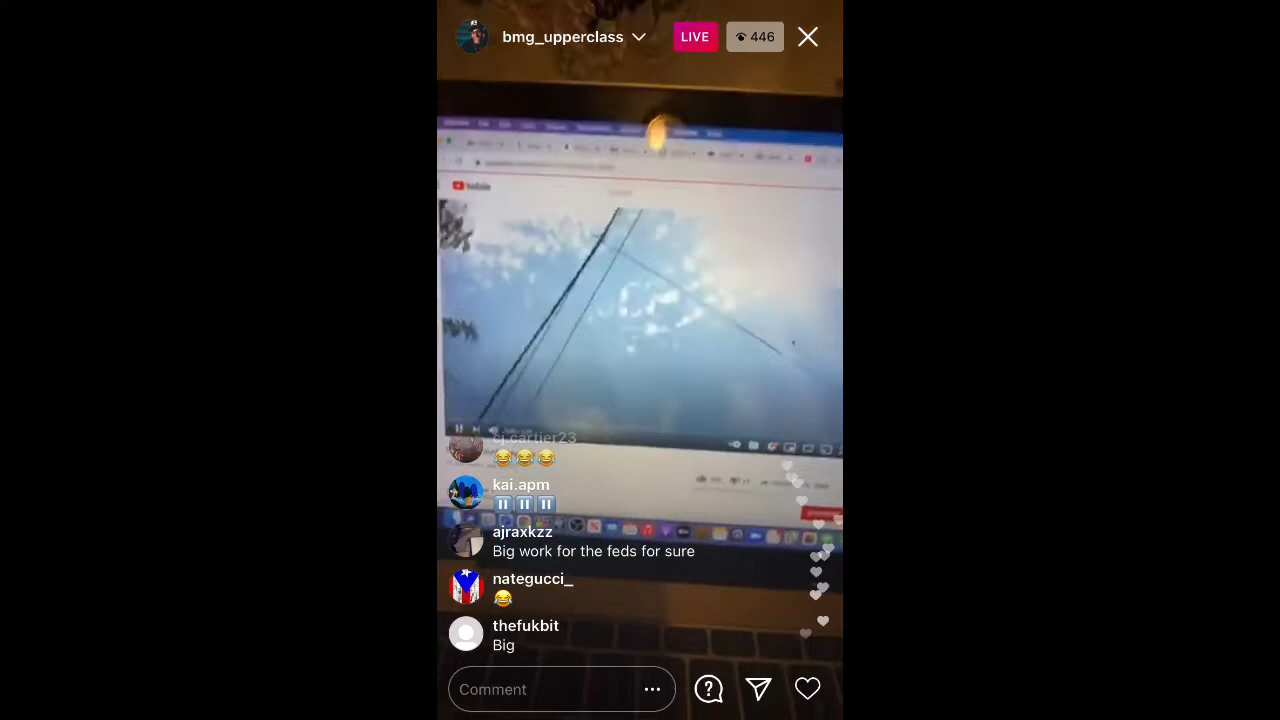 bmg_upperclass
LIVE
446
cj.cartier23
😂😂😂
kai.apm
⏸⏸⏸
ajraxkzz
Big work for the feds for sure
nategucci_
😂
thefukbit
Big
Comment